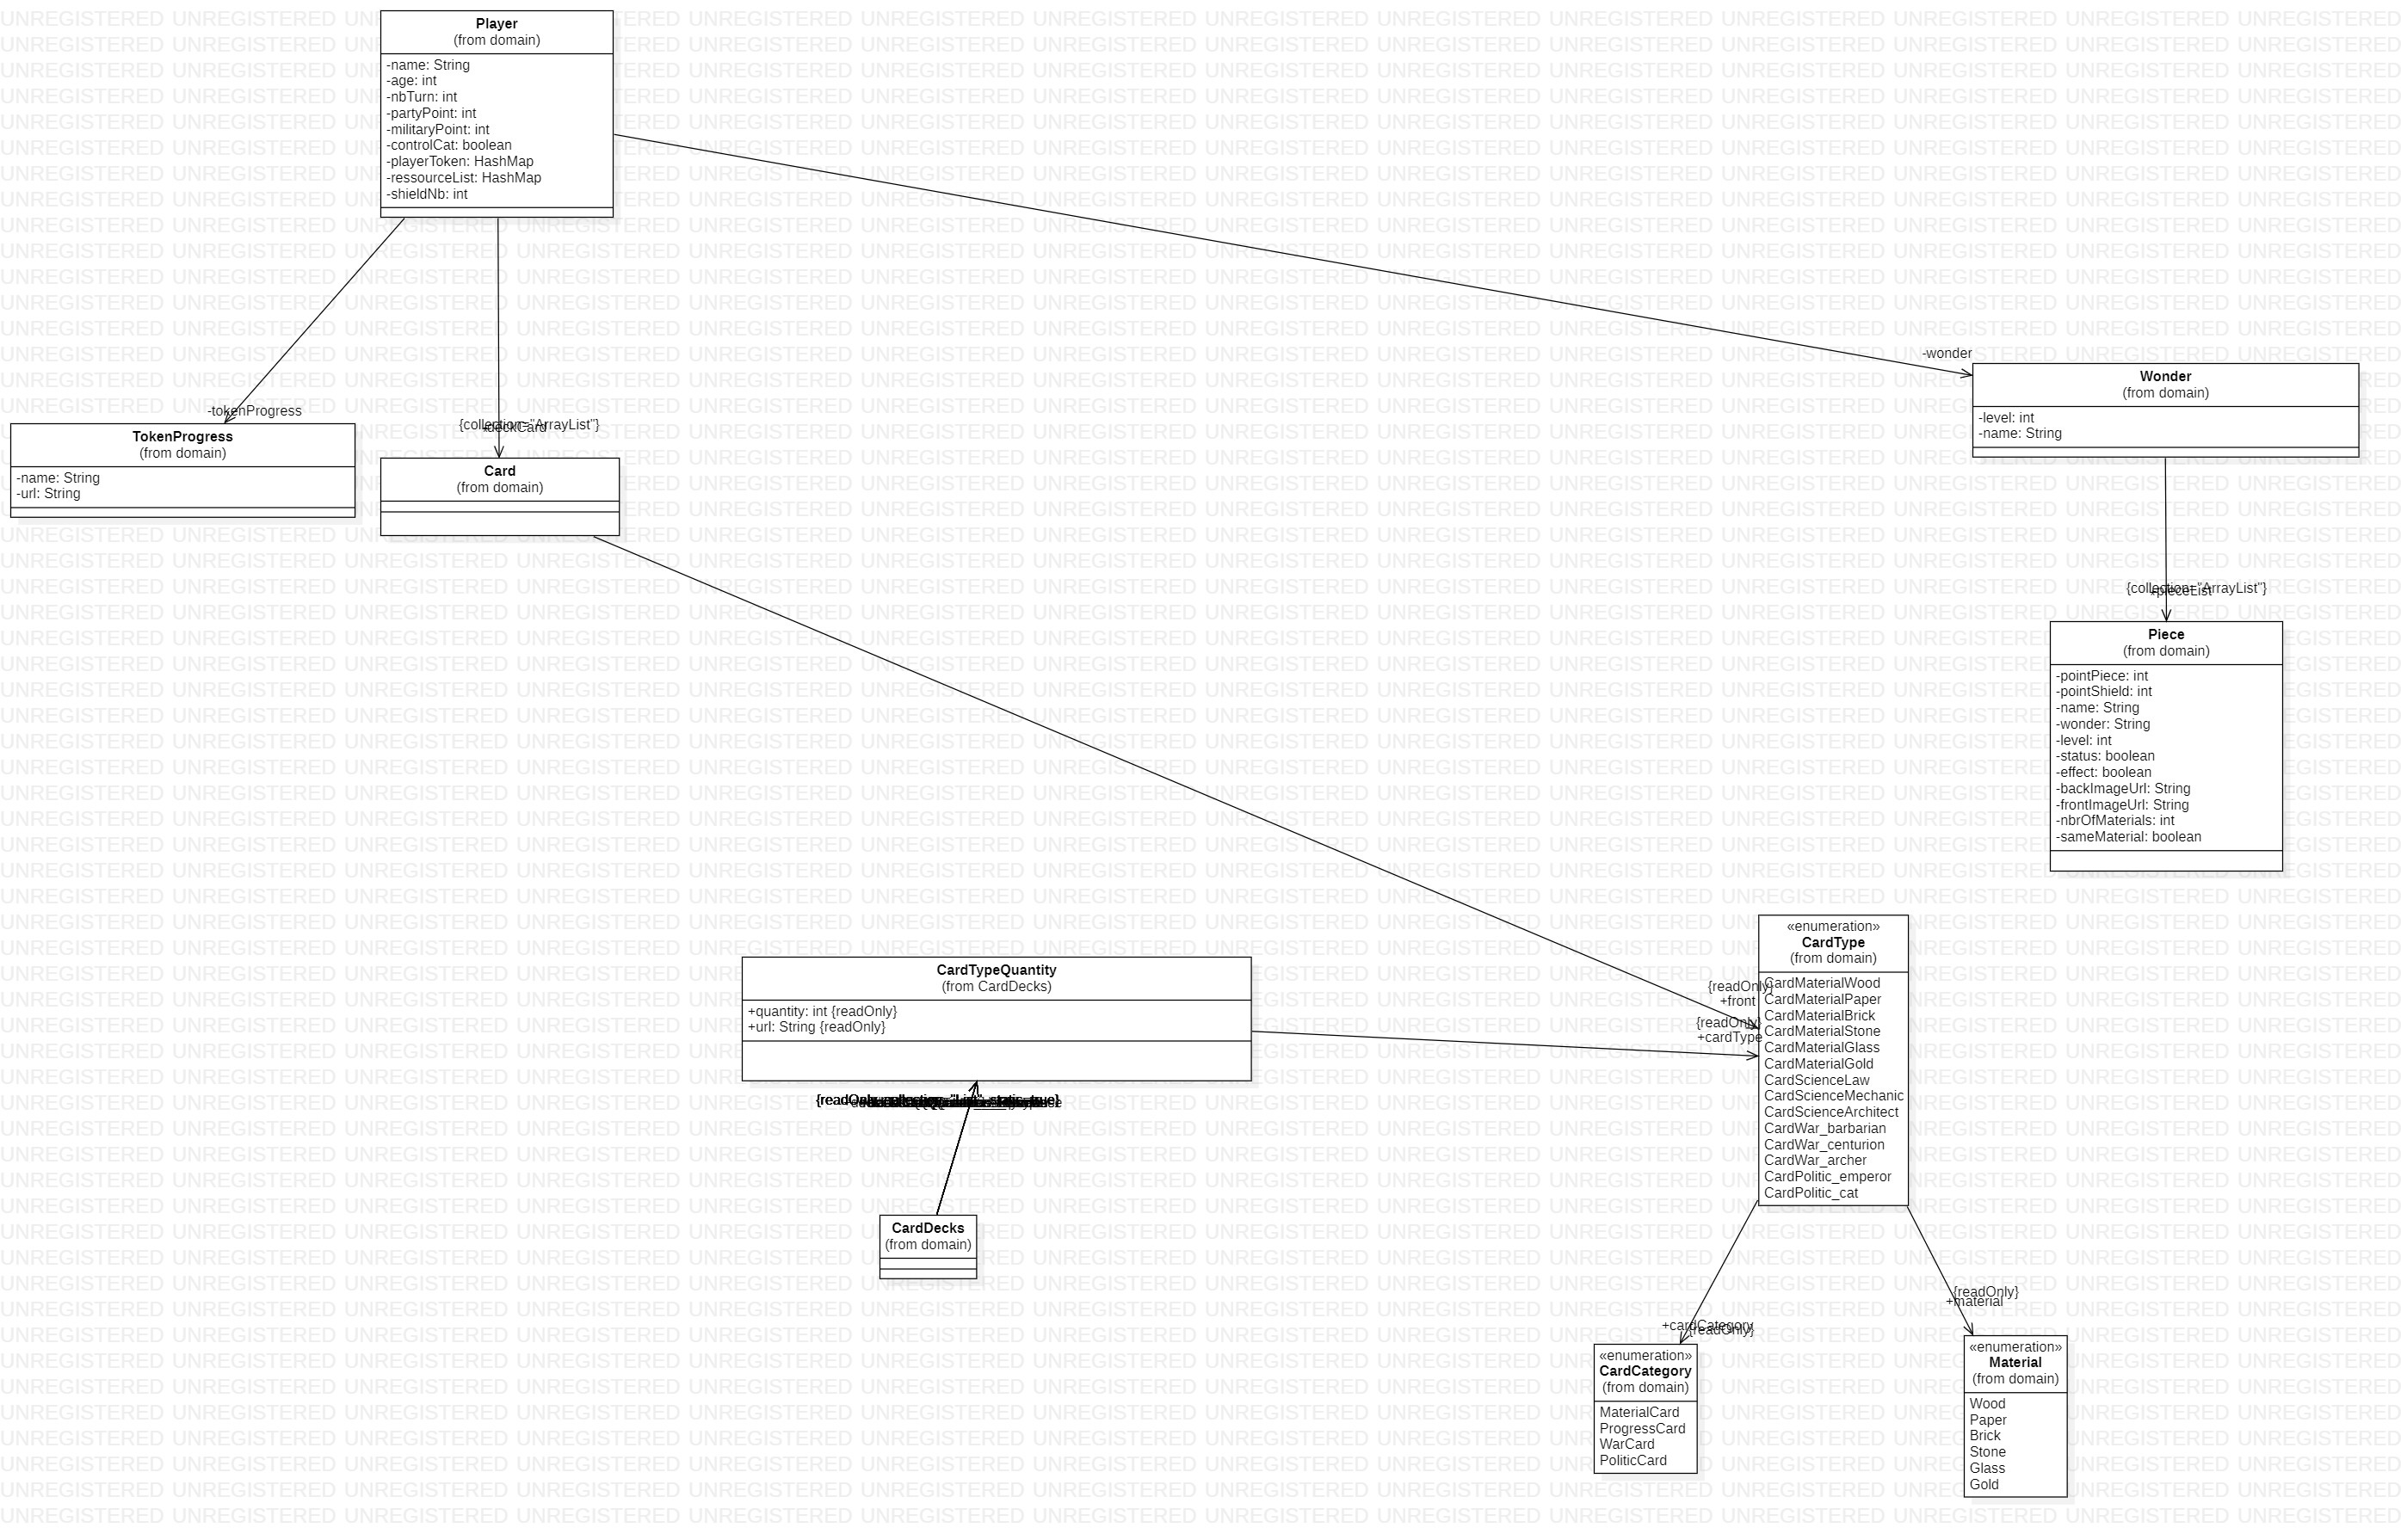 Player
(from domain)
-name: String
-age: int
-nbTurn: int
-partyPoint: int
-militaryPoint: int
-controlCat: boolean
-playerToken: HashMap
-ressourceList: HashMap
-shieldNb: int
-wonder
Wonder
(from domain)
-level: int
-name: String
-tokenProgress
TokenProgress
(from domain)
-name: String
-url: String
{collection="ArrayList"}
+deckCard
Card
(from domain)
{collection="ArrayList"}
+pieceList
Piece
(from domain)
-pointPiece: int
-pointShield: int
-name: String
-wonder: String
-level: int
-status: boolean
-effect: boolean
-backImageUrl: String
-frontImageUrl: String
-nbrOfMaterials: int
-sameMaterial: boolean
«enumeration»
CardType
(from domain)
CardMaterialWood
CardMaterialPaper
CardMaterialBrick
CardMaterialStone
CardMaterialGlass
CardMaterialGold
CardScienceLaw
CardScienceMechanic
CardScienceArchitect
CardWar_barbarian
CardWar_centurion
CardWar_archer
CardPolitic_emperor
CardPolitic_cat
{readOnly}
+front
{readOnly}
+cardType
CardTypeQuantity
(from CardDecks)
+quantity: int {readOnly}
+url: String {readOnly}
CardDecks
(from domain)
+cardCategory
{readOnly}
«enumeration»
CardCategory
(from domain)
MaterialCard
ProgressCard
WarCard
PoliticCard
{readOnly}
+material
«enumeration»
Material
(from domain)
Wood
Paper
Brick
Stone
Glass
Gold
UNREGISTERED